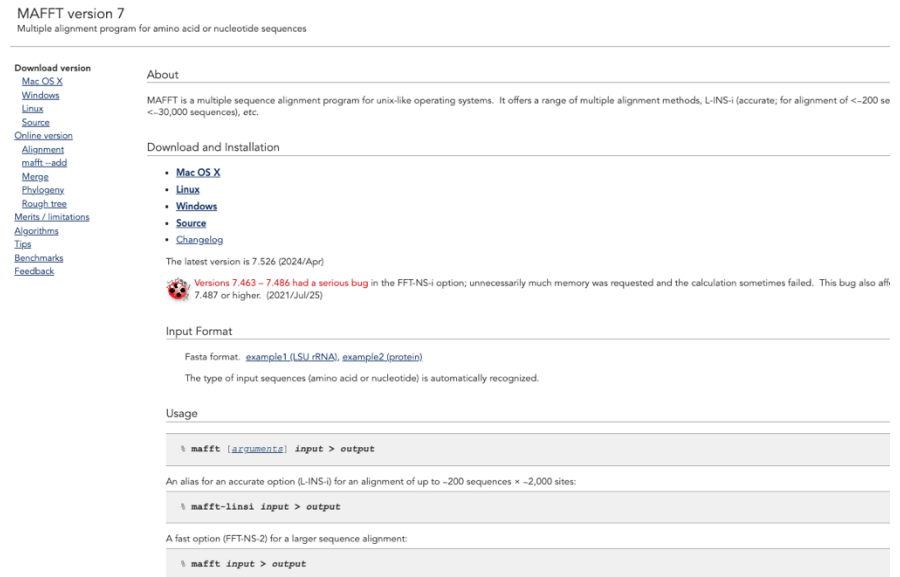 MAFFT version 7
Multiple alignment program for amino acid or nucleotide sequences
Download version
Mac OS X
Windows
Linux
Source
Online version
Alignment
mafft --add
Merge
Phylogeny
Rough tree
Merits / limitations
Algorithms
Tips
Benchmarks
Feedback
About
MAFFT is a multiple sequence alignment program for unix-like operating systems.  It offers a range of multiple alignment methods, L-INS-i (accurate; for alignment of <~200 se
<~30,000 sequences), etc.
Download and Installation
• Mac OS X
• Linux
• Windows
• Source
• Changelog
The latest version is 7.526 (2024/Apr)
Versions 7.463 – 7.486 had a serious bug in the FFT-NS-i option; unnecessarily much memory was requested and the calculation sometimes failed.  This bug also aff
7.487 or higher.  (2021/Jul/25)
Input Format
Fasta format.  example1 (LSU rRNA), example2 (protein)
The type of input sequences (amino acid or nucleotide) is automatically recognized.
Usage
% mafft [arguments] input > output
An alias for an accurate option (L-INS-i) for an alignment of up to ~200 sequences × ~2,000 sites:
% mafft-linsi input > output
A fast option (FFT-NS-2) for a larger sequence alignment:
% mafft input > output